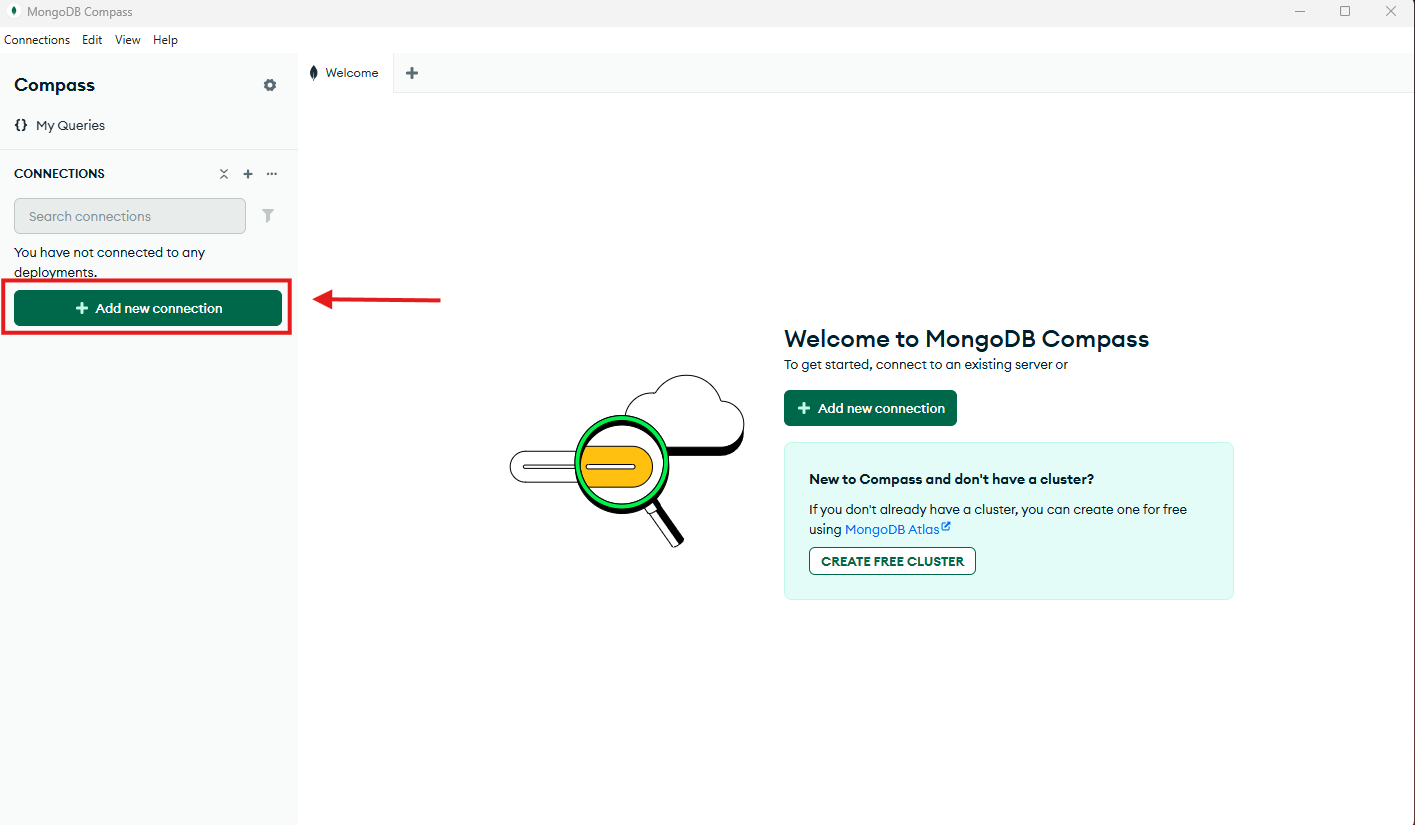 MongoDB Compass
Connections Edit View Help
Compass
Welcome
{} My Queries
CONNECTIONS
Search connections
You have not connected to any
deployments.
+ Add new connection
Welcome to MongoDB Compass
To get started, connect to an existing server or
+ Add new connection
New to Compass and don't have a cluster?
If you don't already have a cluster, you can create one for free
using MongoDB Atlas
CREATE FREE CLUSTER